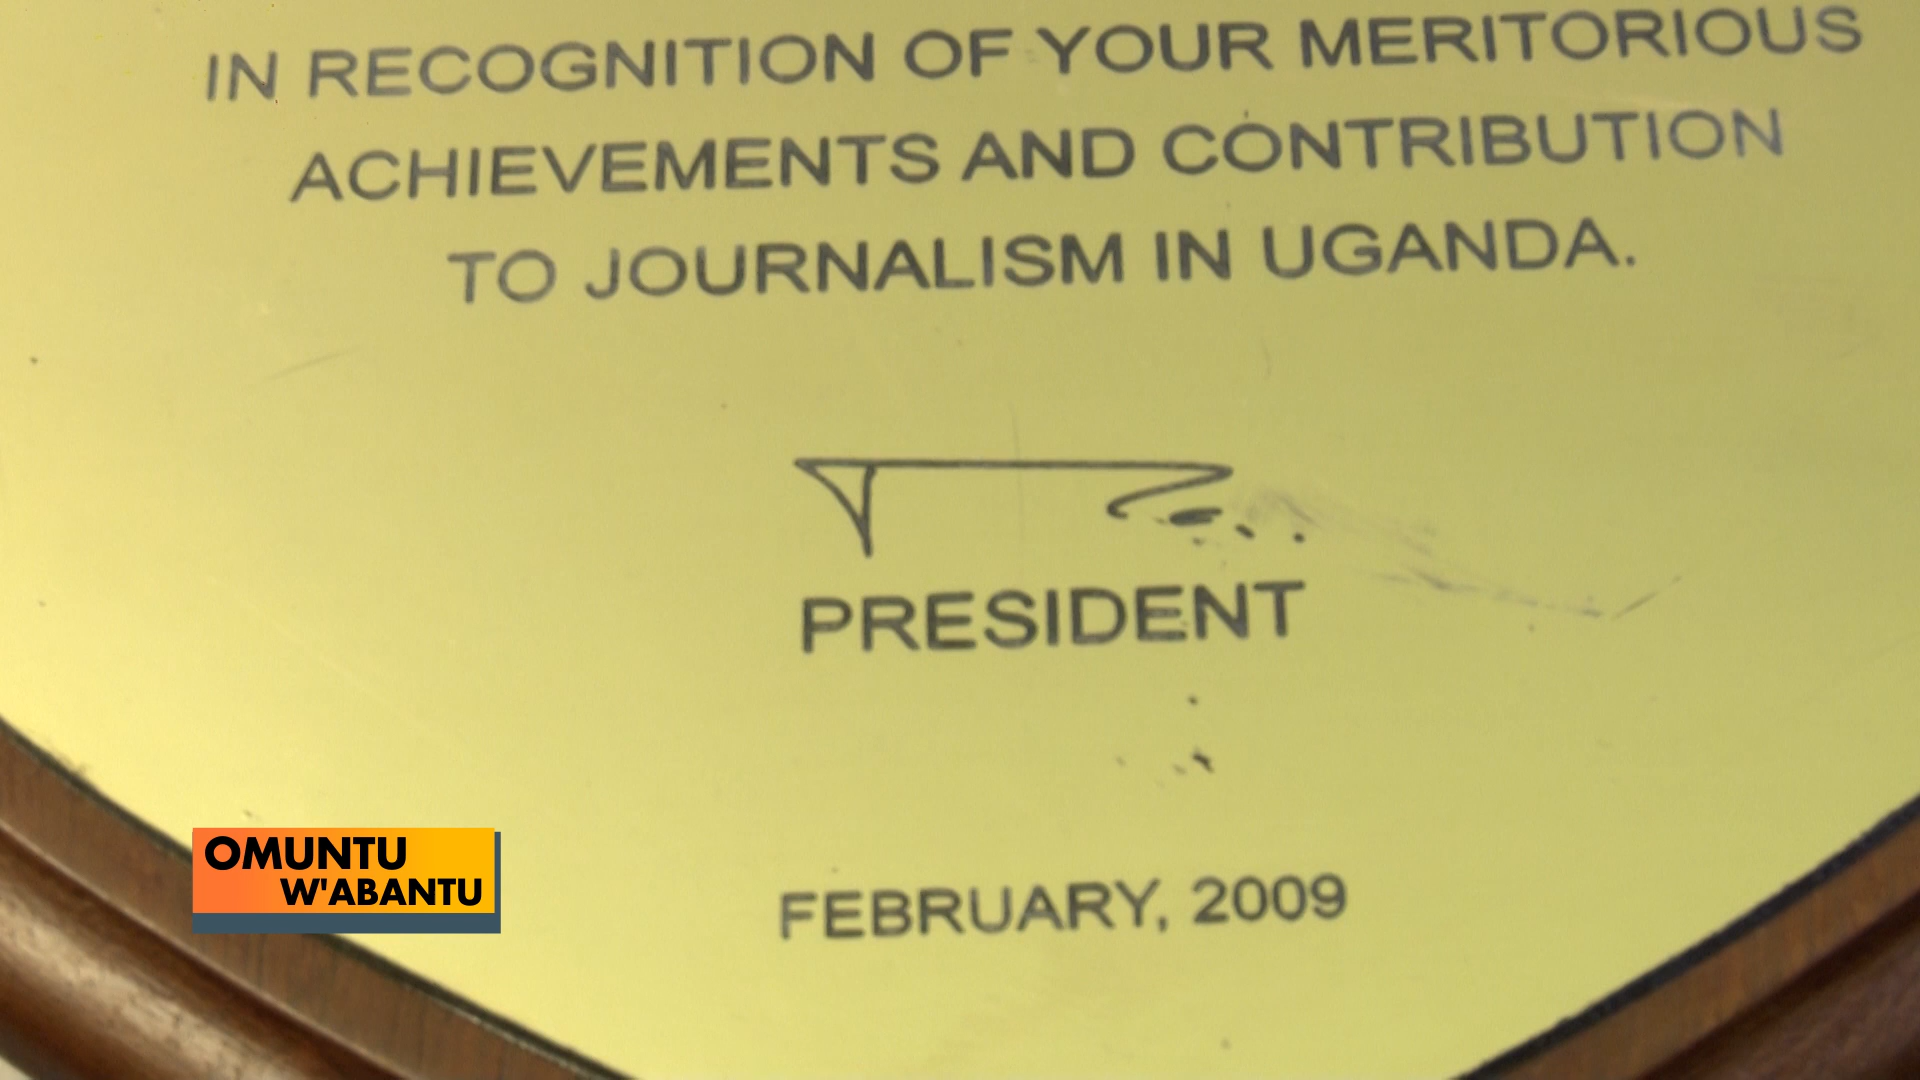 IN RECOGNITION OF YOUR MERITORIOUS
ACHIEVEMENTS AND CONTRIBUTION
TO JOURNALISM IN UGANDA.
PRESIDENT
FEBRUARY, 2009
OMUNTU
W'ABANTU